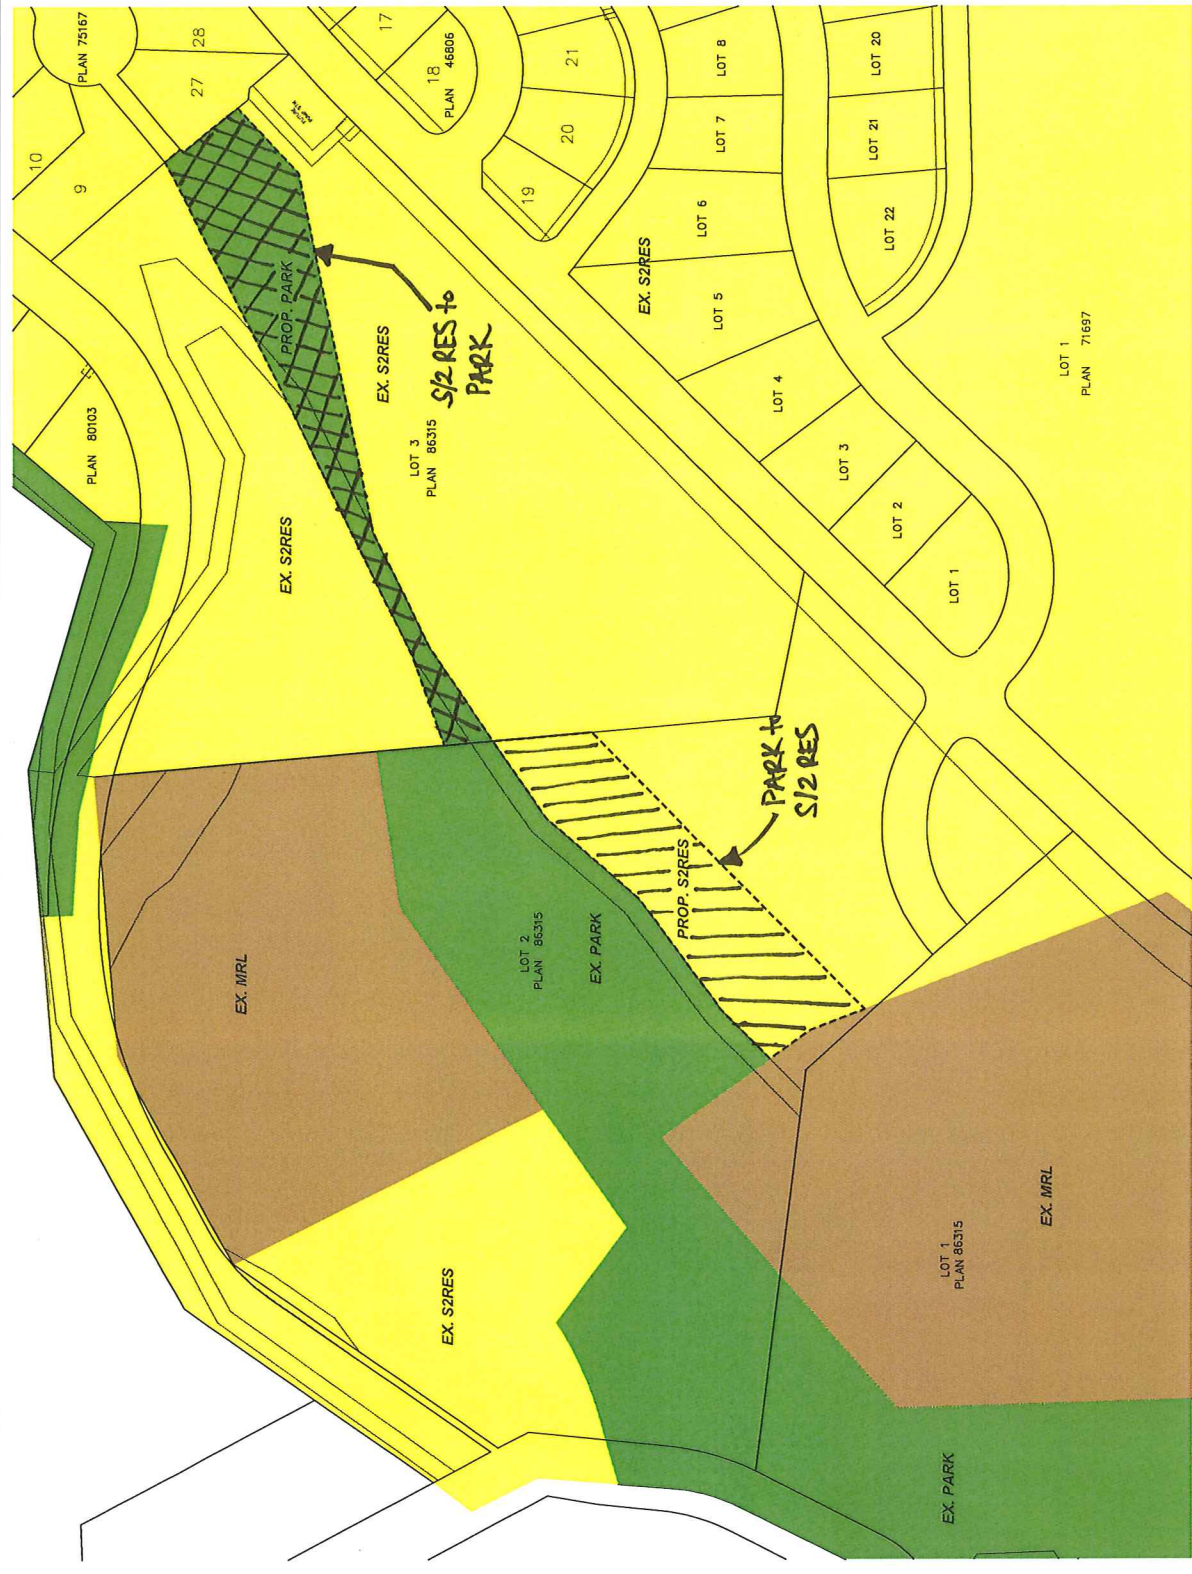 PLAN 75167
28
27
10
9
17
18
PLAN 46806
FUTURE
PUMP STN
21
20
19
LOT 8
LOT 7
LOT 6
EX. S2RES
LOT 5
LOT 4
LOT 3
LOT 2
LOT 1
LOT 20
LOT 21
LOT 22
LOT 1
PLAN 71697
PLAN 80103
PROP. PARK
S/2 RES to
PARK
EX. S2RES
LOT 3
PLAN 86315
EX. S2RES
PARK to
S/2 RES
PROP. S2RES
LOT 2
PLAN 86315
EX. PARK
EX. MRL
EX. S2RES
LOT 1
PLAN 86315
EX. MRL
EX. PARK